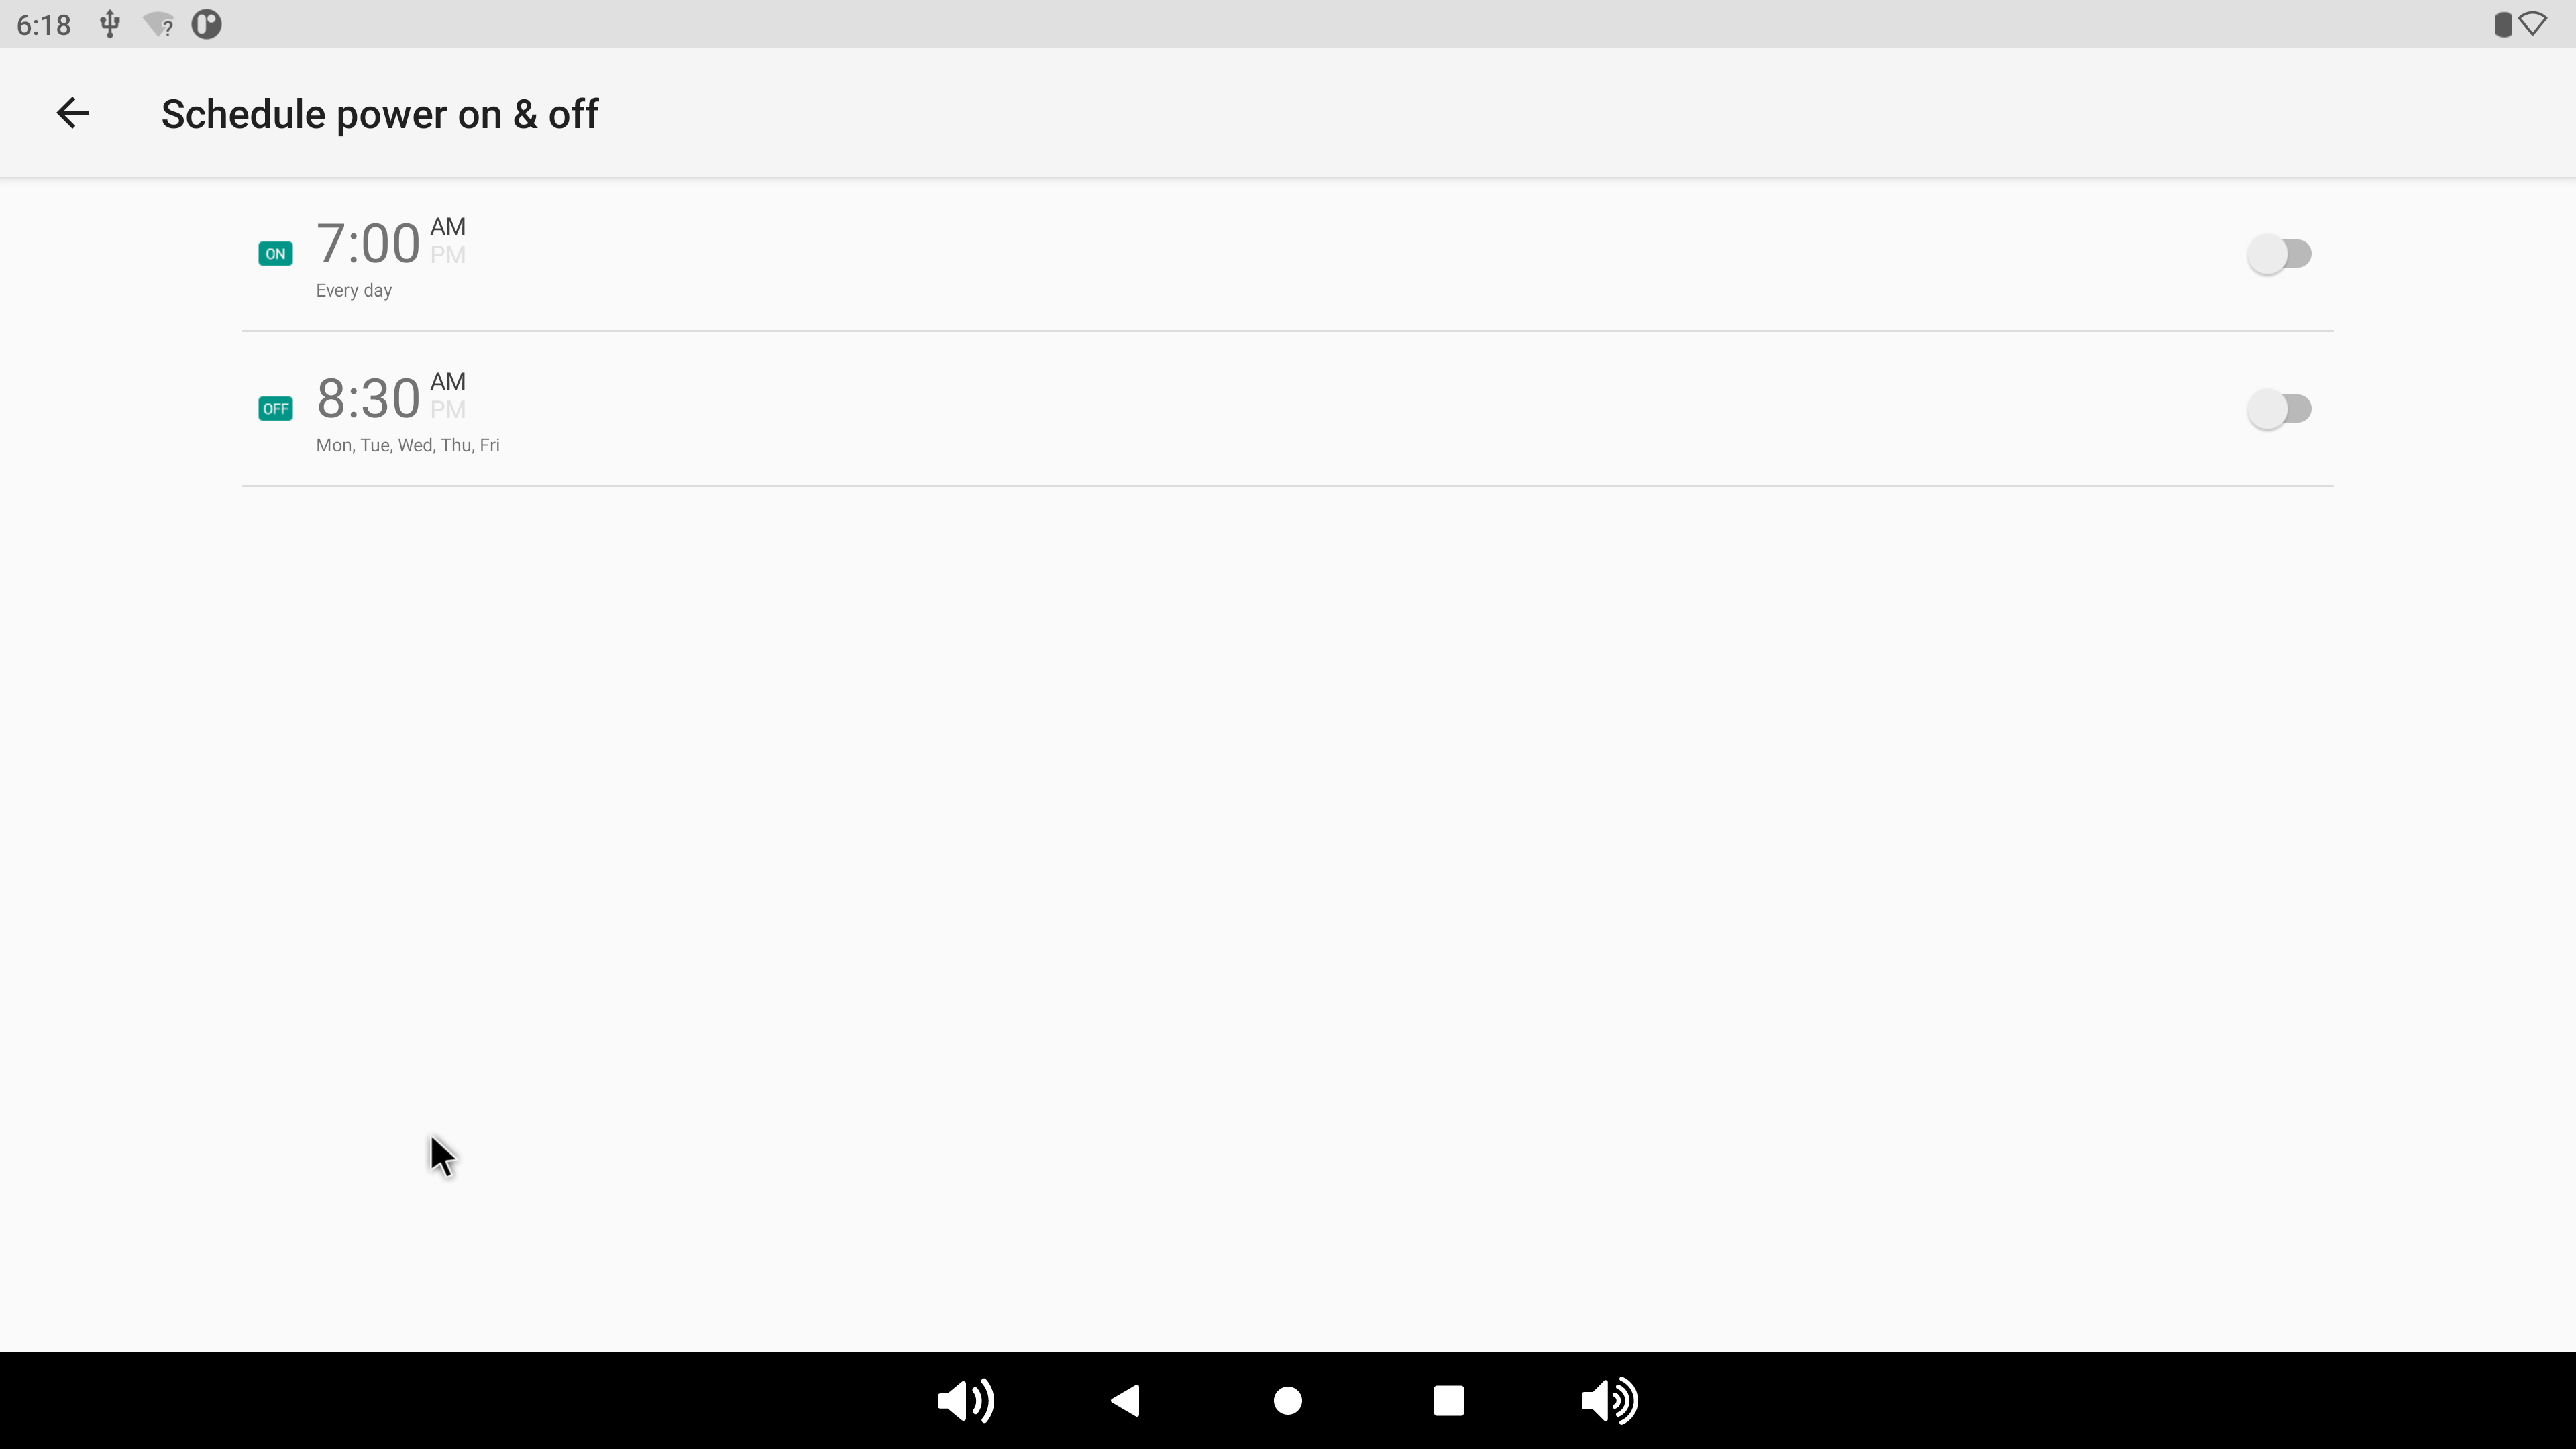 6:18
Schedule power on & off
ON 7:00 AM
PM
Every day
OFF 8:30 AM
PM
Mon, Tue, Wed, Thu, Fri